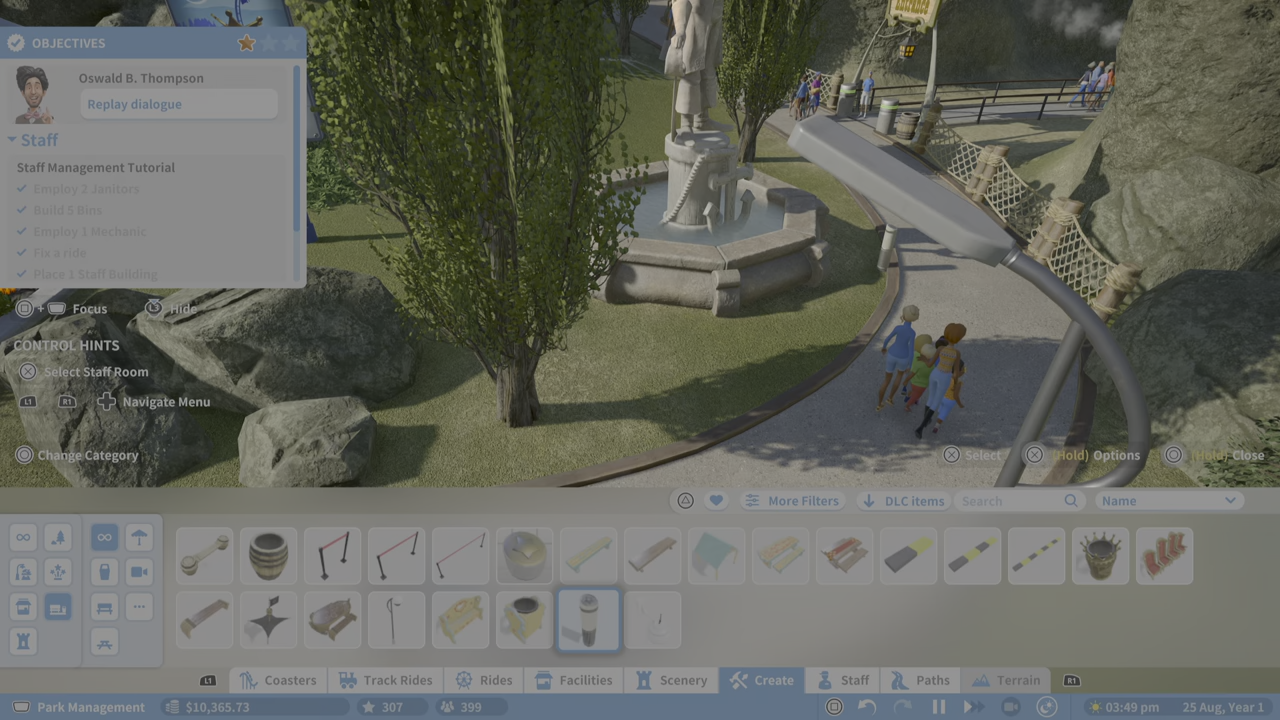 OBJECTIVES
Oswald B. Thompson
Replay dialogue
Staff
Staff Management Tutorial
Employ 2 Janitors
Build 5 Bins
Employ 1 Mechanic
Fix a ride
Place 1 Staff Building
+ Focus
L3 Hide
CONTROL HINTS
Select Staff Room
L1 R1 Navigate Menu
Change Category
Select
(Hold) Options
(Hold) Close
More Filters
DLC items
Search
Name
L1
Coasters
Track Rides
Rides
Facilities
Scenery
Create
Staff
Paths
Terrain
R1
Park Management
$10,365.73
307
399
03:49 pm
25 Aug, Year 1